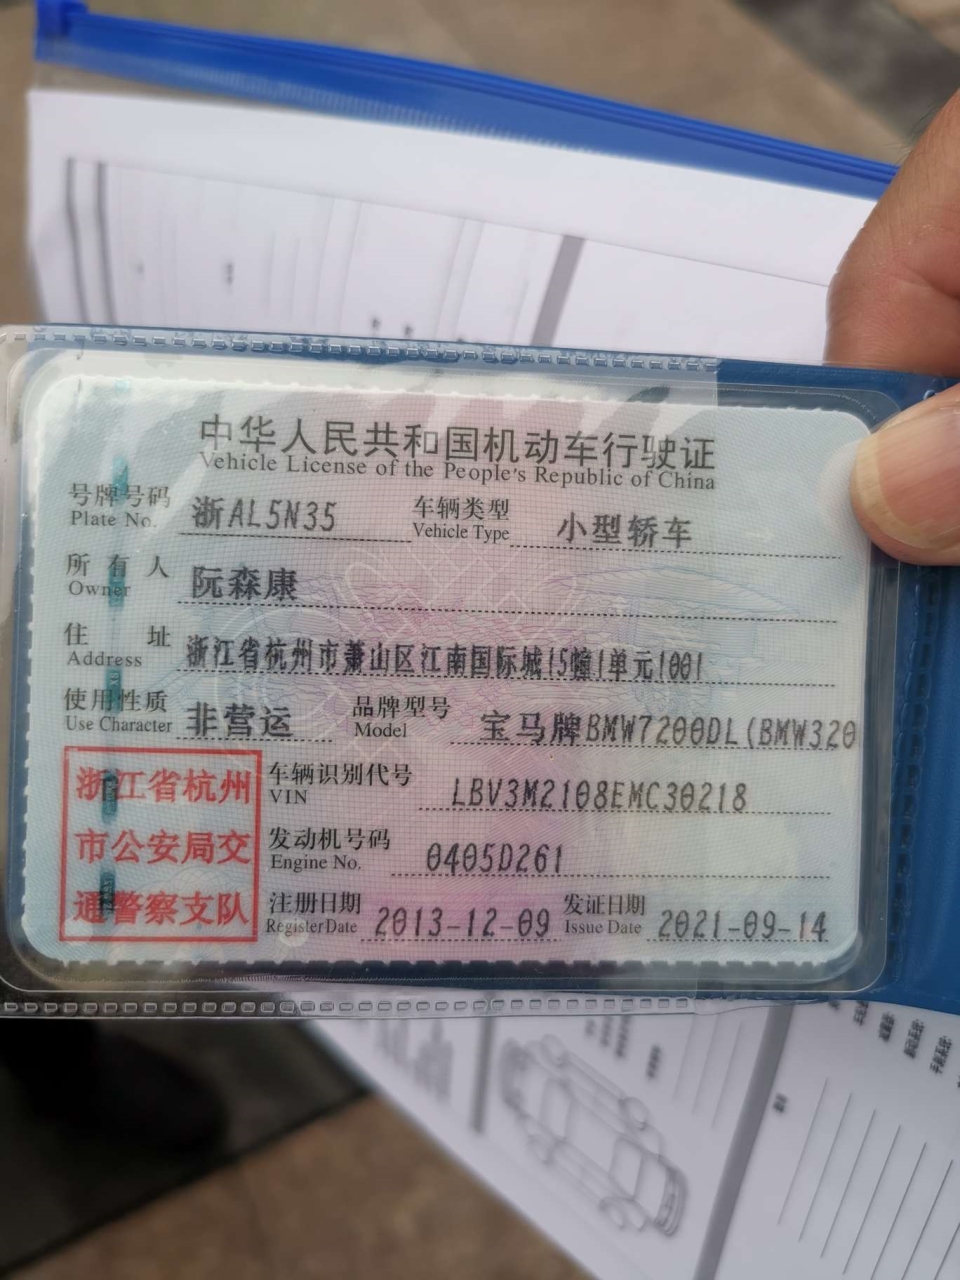 中华人民共和国机动车行驶证
Vehicle License of the People's Republic of China
号牌号码 浙AL5N35 车辆类型 小型轿车
Plate No. Vehicle Type
所有人 阮森康
Owner
住址 浙江省杭州市萧山区江南国际城15幢1单元1001
Address
使用性质 非营运 品牌型号 宝马牌BMW7200DL(BMW320
Use Character Model
浙江省杭州
市公安局交
通警察支队
车辆识别代号 LBV3M2108EMC30218
VIN
发动机号码 0405D261
Engine No.
注册日期 2013-12-09 发证日期 2021-09-14
Register Date Issue Date